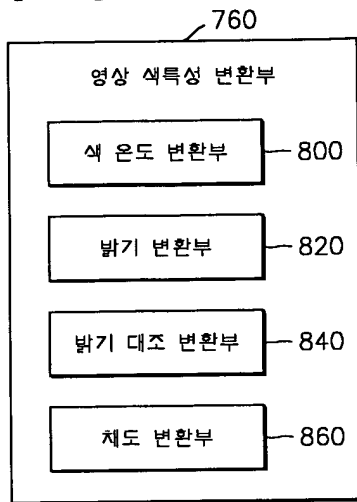 760
영상 색특성 변환부
색 온도 변환부 800
밝기 변환부 820
밝기 대조 변환부 840
채도 변환부 860